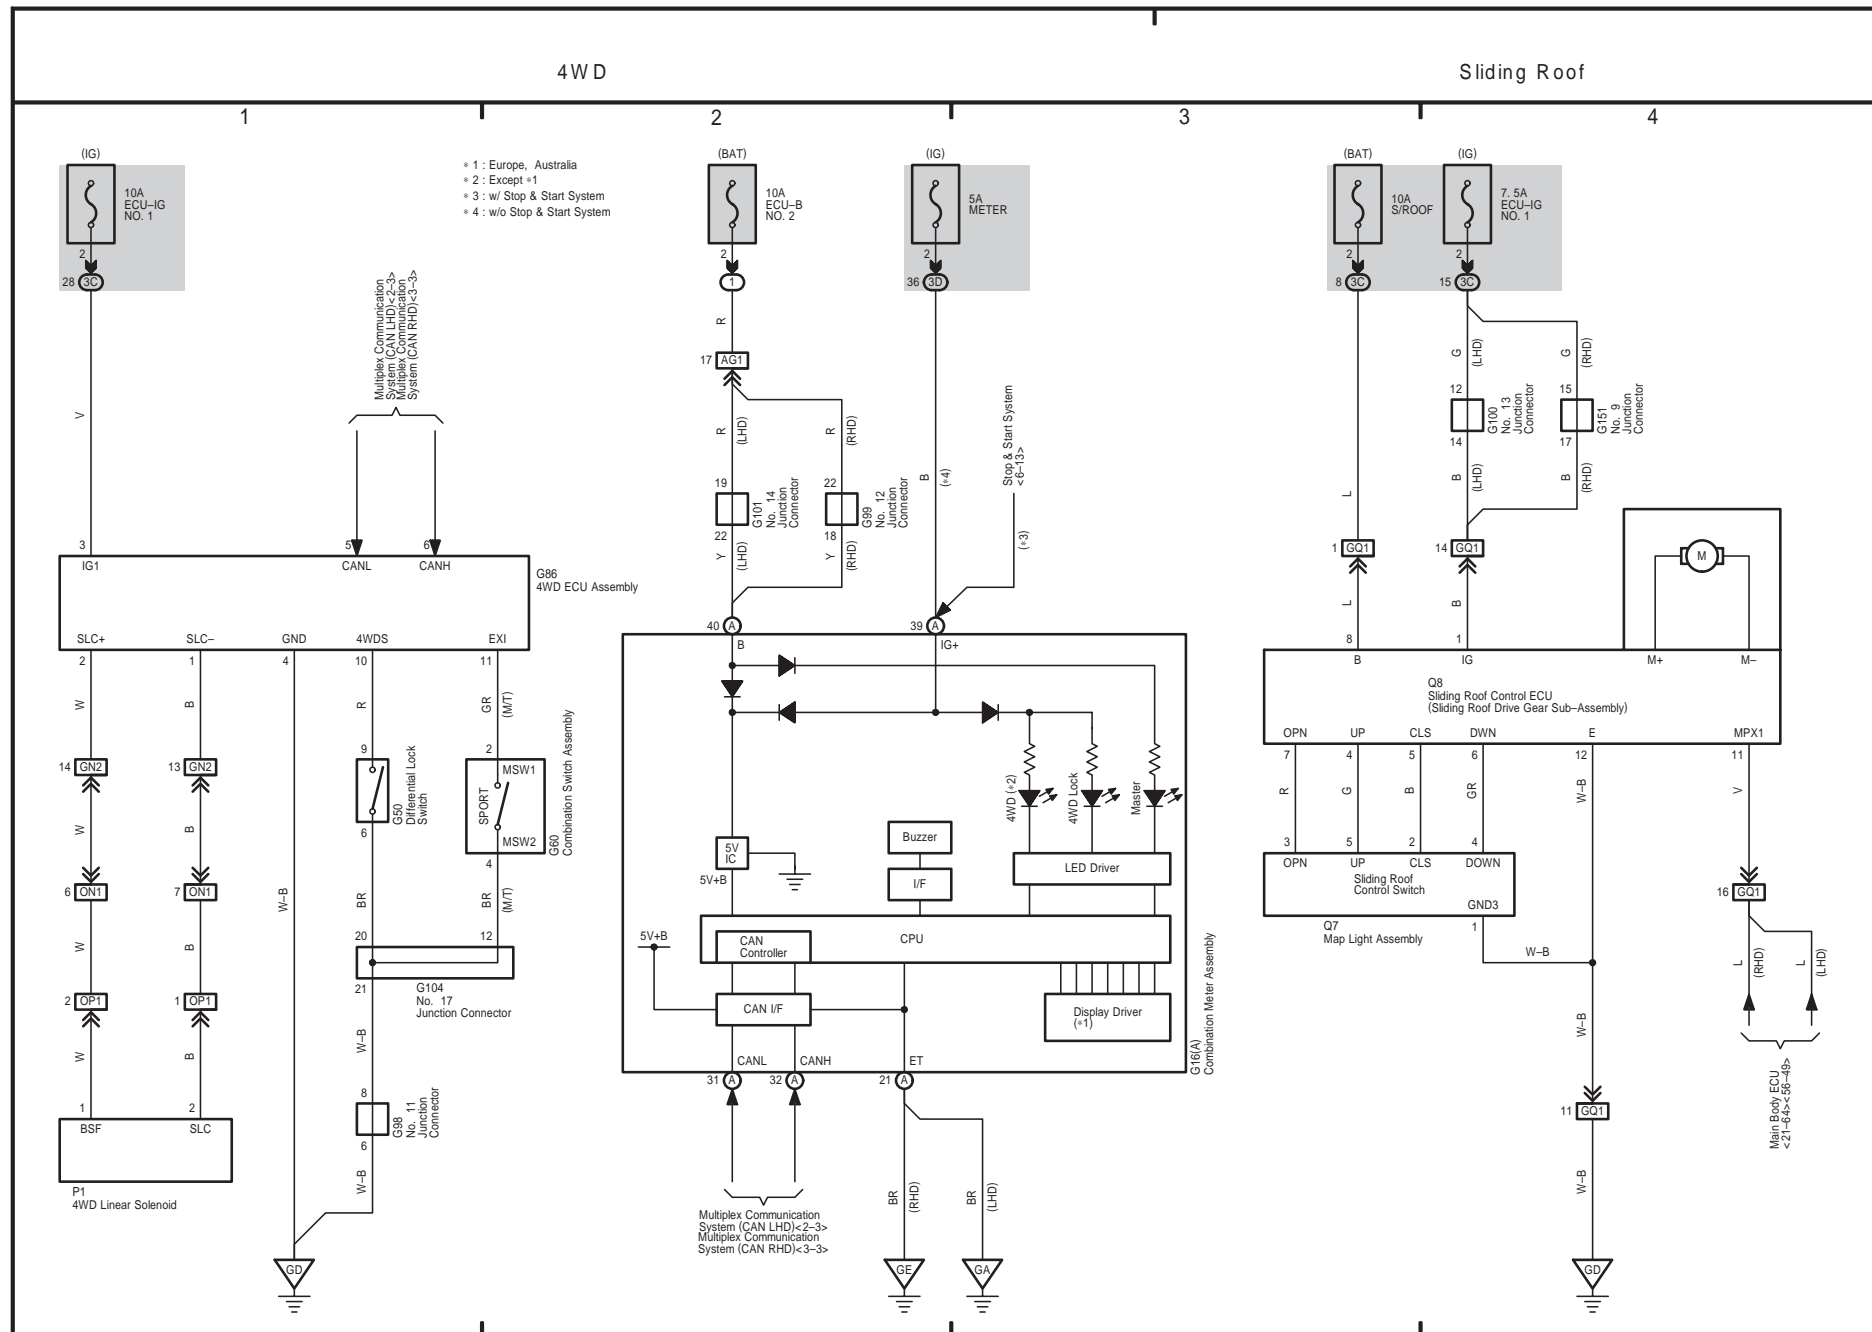 4WD
Sliding Roof
1
2
3
4
(IG)
10A
ECU–IG
NO. 1
2
28
3C
V
∗ 1 : Europe, Australia
∗ 2 : Except ∗1
∗ 3 : w/ Stop & Start System
∗ 4 : w/o Stop & Start System
Multiplex Communication
System (CAN LHD)<2–3>
Multiplex Communication
System (CAN RHD)<3–3>
3
5
6
IG1
CANL
CANH
G86
4WD ECU Assembly
SLC+
SLC–
GND
4WDS
EXI
2
1
4
10
11
W
B
R
GR
(M/T)
14
GN2
13
GN2
9
G50
Differential Lock
Switch
6
2
MSW1
SPORT
MSW2
4
G60
Combination Switch Assembly
W
B
6
ON1
7
ON1
W–B
BR
BR
(M/T)
W
B
20
12
21
G104
No. 17
Junction Connector
2
OP1
1
OP1
W
B
W–B
8
G98
No. 11
Junction
Connector
6
W–B
1
2
BSF
SLC
P1
4WD Linear Solenoid
GD
(BAT)
10A
ECU–B
NO. 2
2
1
R
17
AG1
R
(LHD)
R
(RHD)
19
G101
No. 14
Junction
Connector
22
22
G99
No. 12
Junction
Connector
18
Y
(LHD)
Y
(RHD)
(IG)
5A
METER
2
36
3D
B
(∗4)
Stop & Start System
<6–13>
(∗3)
40
A
39
A
B
IG+
4WD (∗2)
4WD Lock
Master
5V
IC
5V+B
Buzzer
I/F
LED Driver
5V+B
CAN
Controller
CPU
CAN I/F
Display Driver
(∗1)
CANL
CANH
ET
31
A
32
A
21
A
G16(A)
Combination Meter Assembly
Multiplex Communication
System (CAN LHD)<2–3>
Multiplex Communication
System (CAN RHD)<3–3>
BR
(RHD)
BR
(LHD)
GE
GA
(BAT)
10A
S/ROOF
2
8
3C
(IG)
7. 5A
ECU–IG
NO. 1
2
15
3C
G
(LHD)
G
(RHD)
12
G100
No. 13
Junction
Connector
14
15
G151
No. 9
Junction
Connector
17
L
B
(LHD)
B
(RHD)
1
GQ1
14
GQ1
M
L
B
8
1
B
IG
M+
M–
Q8
Sliding Roof Control ECU
(Sliding Roof Drive Gear Sub–Assembly)
OPN
UP
CLS
DWN
E
MPX1
7
4
5
6
12
11
R
G
B
GR
W–B
V
3
5
2
4
OPN
UP
CLS
DOWN
Sliding Roof
Control Switch
GND3
1
Q7
Map Light Assembly
W–B
16
GQ1
L
(RHD)
L
(LHD)
W–B
Main Body ECU
<21–64><56–49>
11
GQ1
W–B
GD